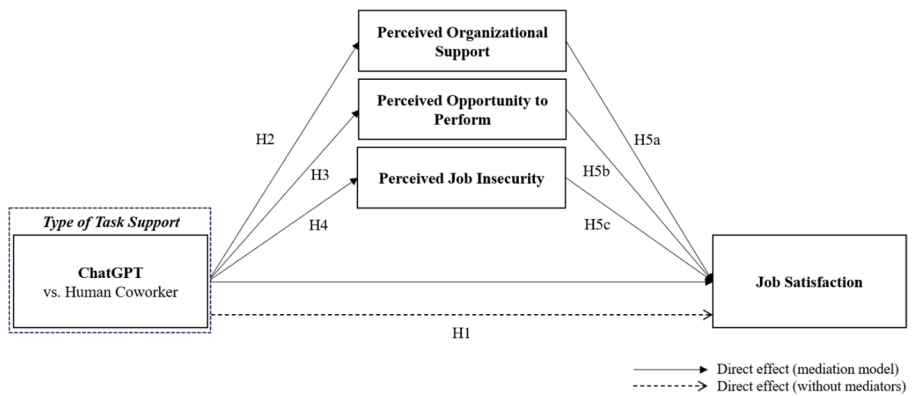 Perceived Organizational
Support
Perceived Opportunity to
Perform
H2
H5a
H3
H5b
Perceived Job Insecurity
H4
H5c
Type of Task Support
ChatGPT
vs. Human Coworker
Job Satisfaction
H1
Direct effect (mediation model)
Direct effect (without mediators)